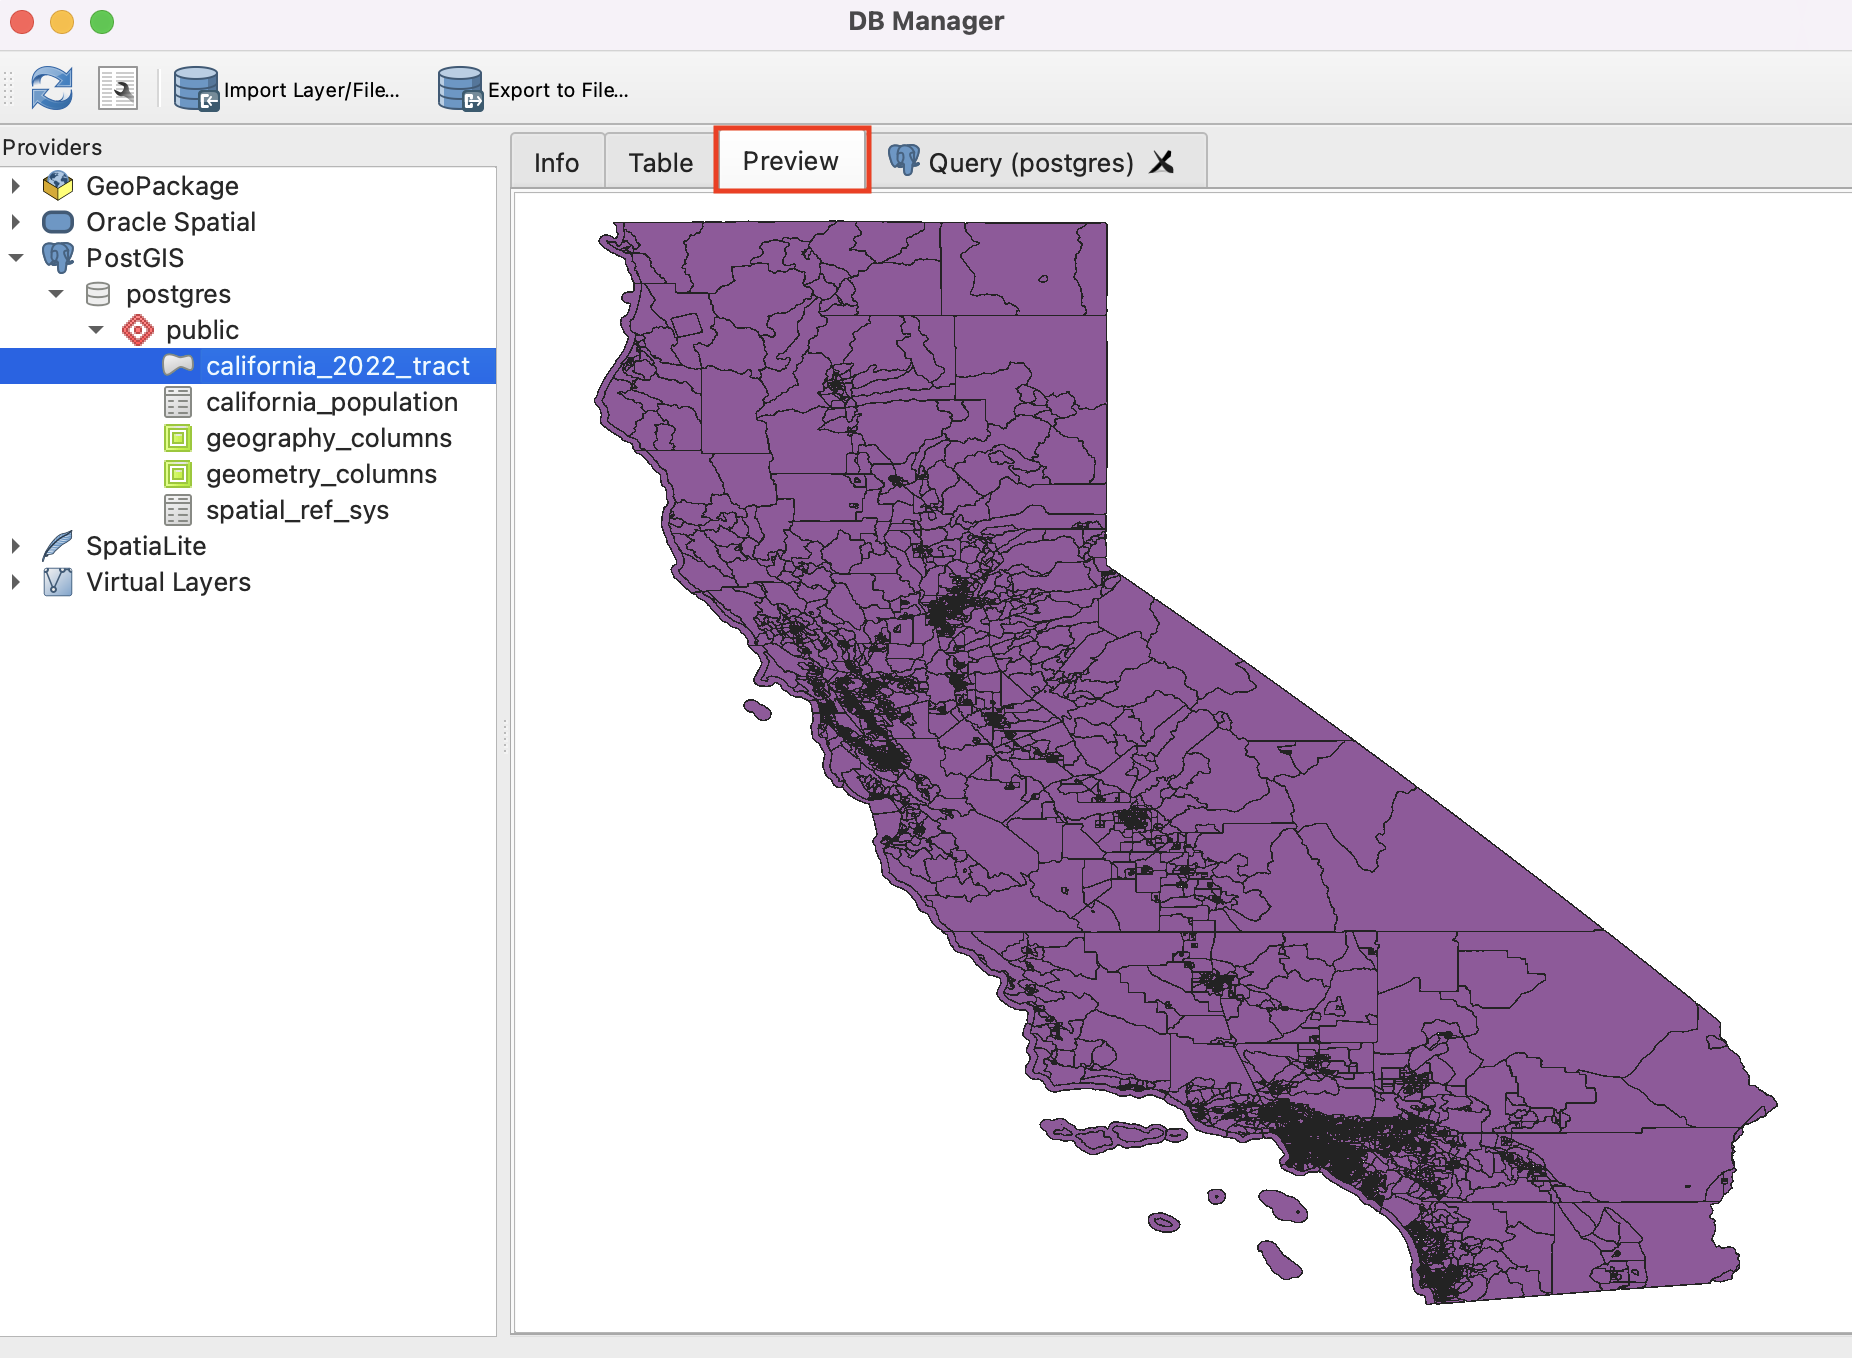 DB Manager
Import Layer/File...
Export to File...
Providers
GeoPackage
Oracle Spatial
PostGIS
postgres
public
california_2022_tract
california_population
geography_columns
geometry_columns
spatial_ref_sys
SpatiaLite
Virtual Layers
Info
Table
Preview
Query (postgres)